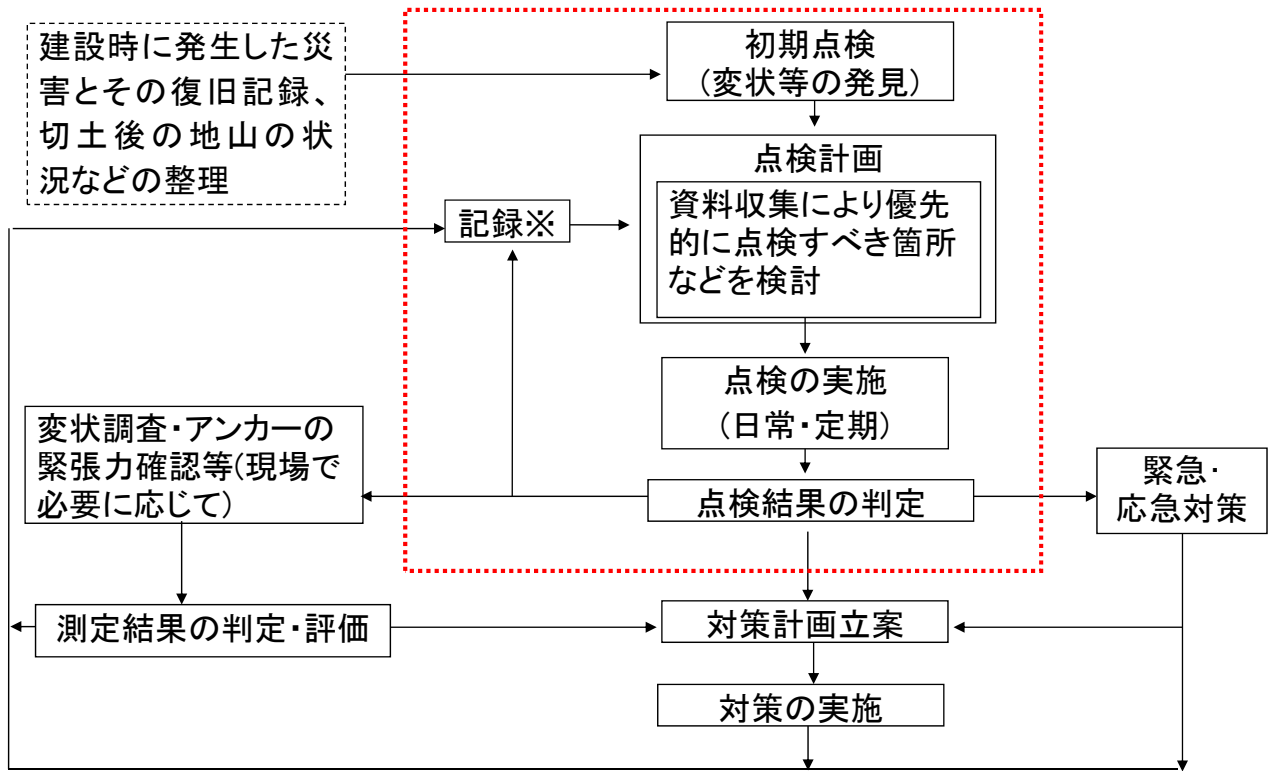 建設時に発生した災
害とその復旧記録、
切土後の地山の状
況などの整理
初期点検
(変状等の発見)
点検計画
資料収集により優先
的に点検すべき箇所
などを検討
記録※
点検の実施
(日常・定期)
変状調査・アンカーの
緊張力確認等(現場で
必要に応じて)
点検結果の判定
緊急・
応急対策
測定結果の判定・評価
対策計画立案
対策の実施